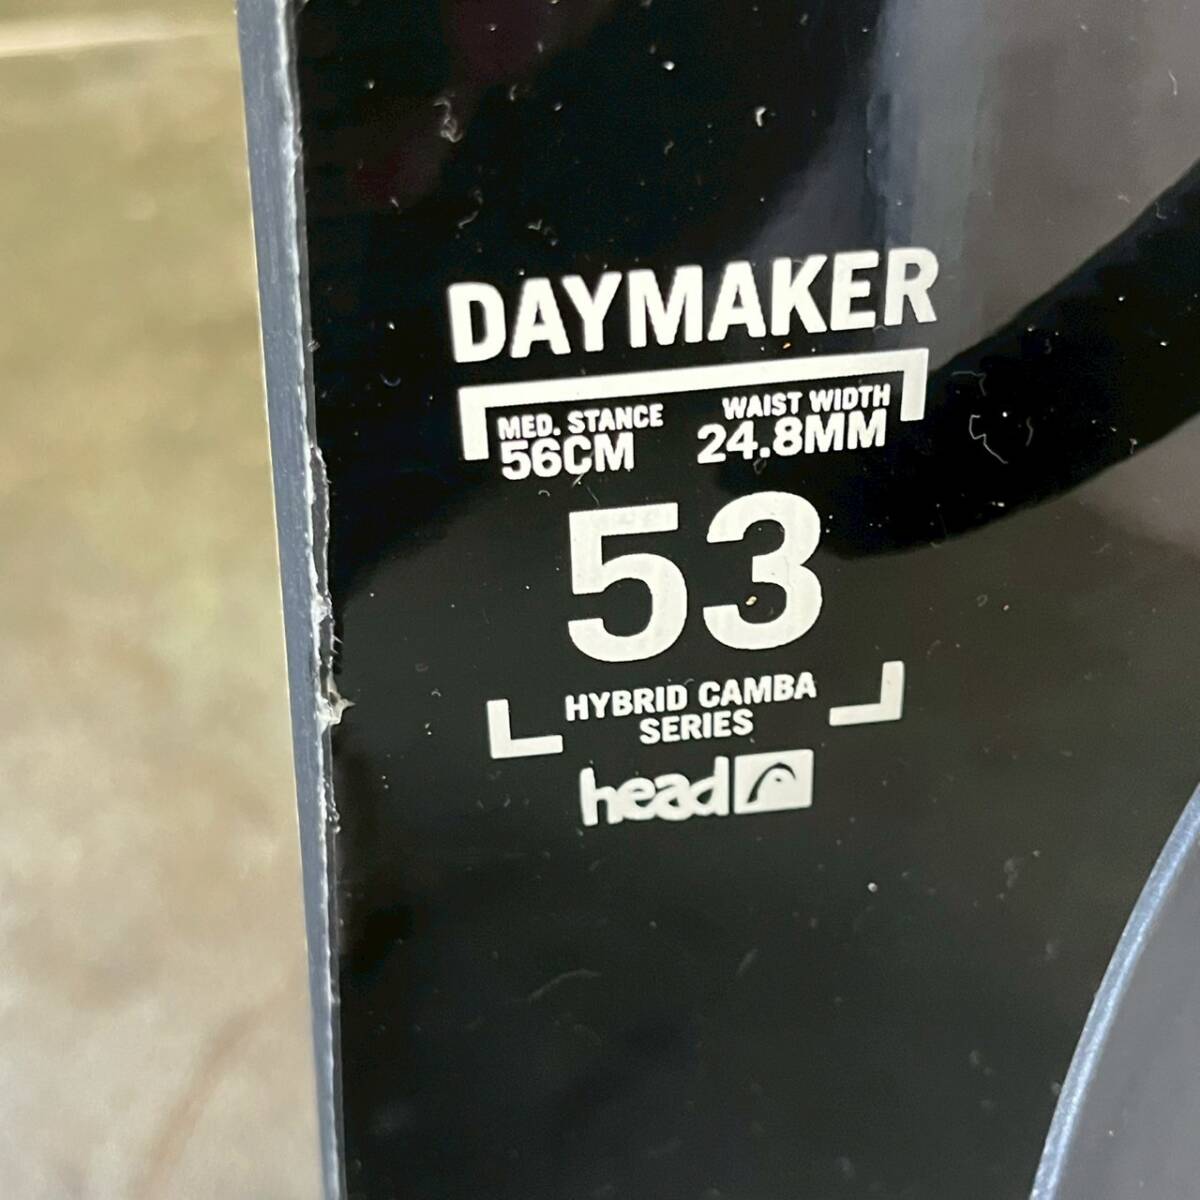 DAYMAKER
MED. STANCE WAIST WIDTH
56CM 24.8MM
53
HYBRID CAMBA
SERIES
head